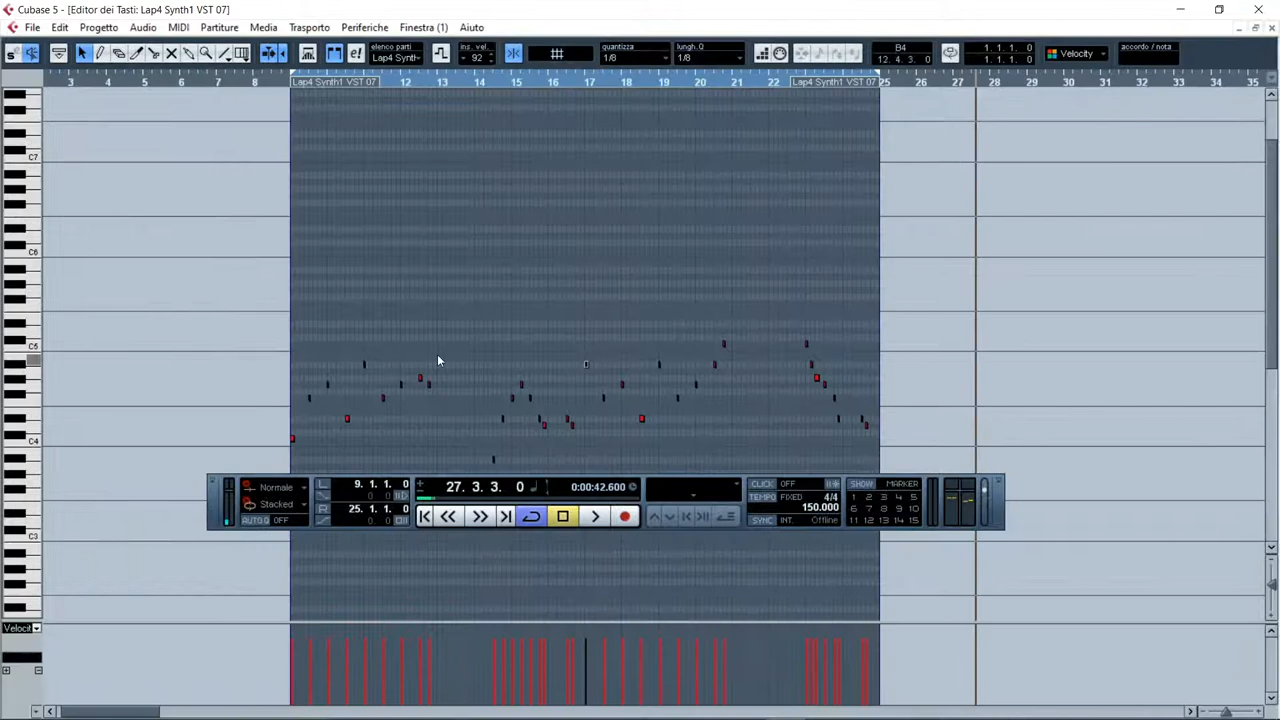 Cubase 5 - [Editor dei Tasti: Lap4 Synth1 VST 07]
File Edit Progetto Audio MIDI Partiture Media Trasporto Periferiche Finestra (1) Aiuto
elenco parti ins. vel. quantizza lungh.Q B4 1. 1. 1. 0 Velocity accordo / nota
Lap4 Synth 92 1/8 1/8 12. 4. 3. 0 1. 1. 1. 0
3 4 5 6 7 8 12 13 14 15 16 17 18 19 20 21 22 25 26 27 28 30 31 32 33 34 35
Lap4 Synth1 VST 07 Lap4 Synth1 VST 07
C7
C6
C5
C4
Normale L 9. 1. 1. 0 27. 3. 3. 0 0:00:42.600 CLICK OFF SHOW MARKER
0 0 TEMPO FIXED 4/4 1 2 3 4 5
Stacked R 25. 1. 1. 0 150.000 6 7 8 9 10
AUTO Q OFF 0 0 SYNC INT. Offline 11 12 13 14 15
C3
Velocit